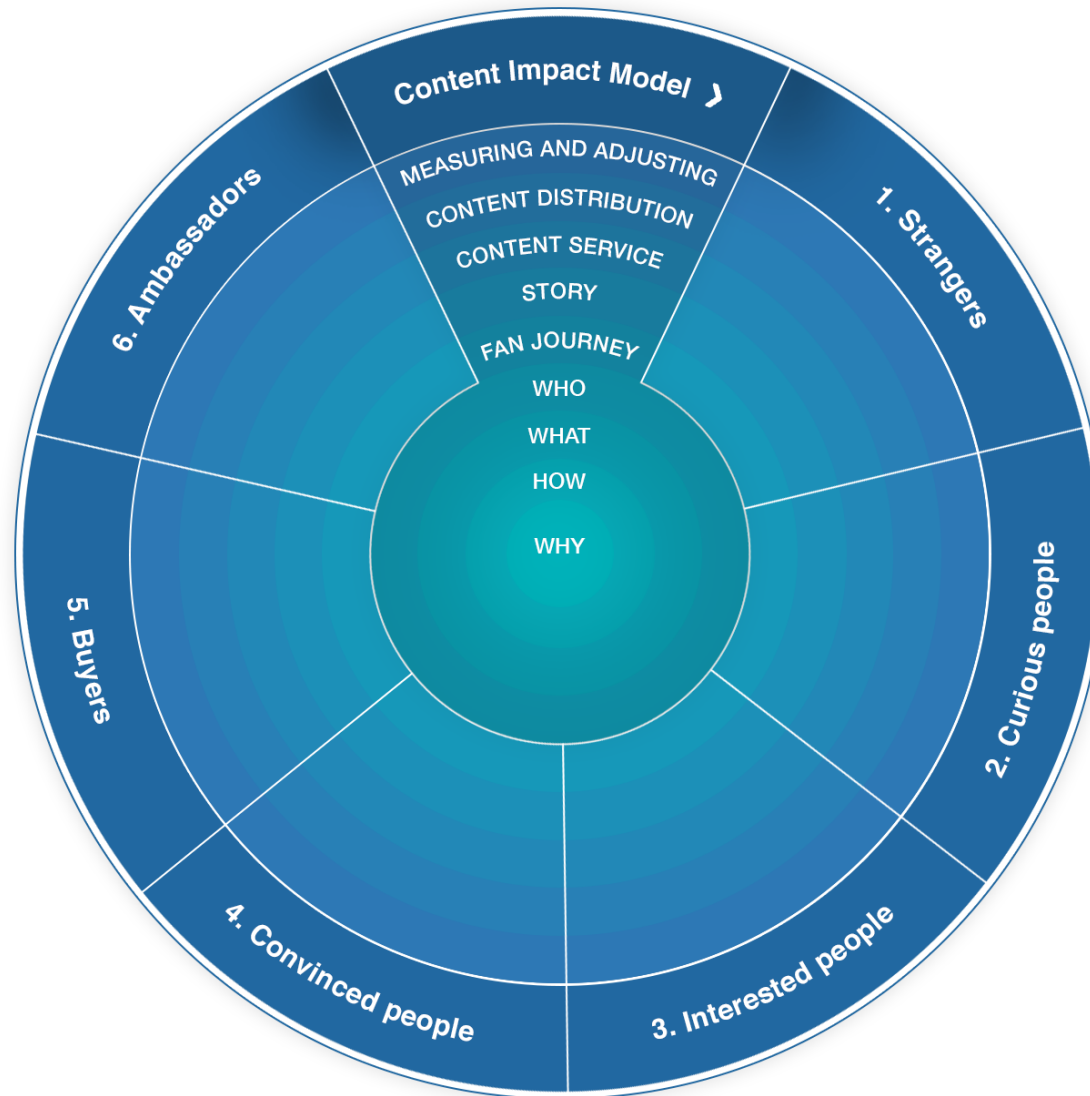 Content Impact Model ❯
MEASURING AND ADJUSTING
CONTENT DISTRIBUTION
CONTENT SERVICE
STORY
FAN JOURNEY
WHO
WHAT
HOW
WHY
1. Strangers
2. Curious people
3. Interested people
4. Convinced people
5. Buyers
6. Ambassadors